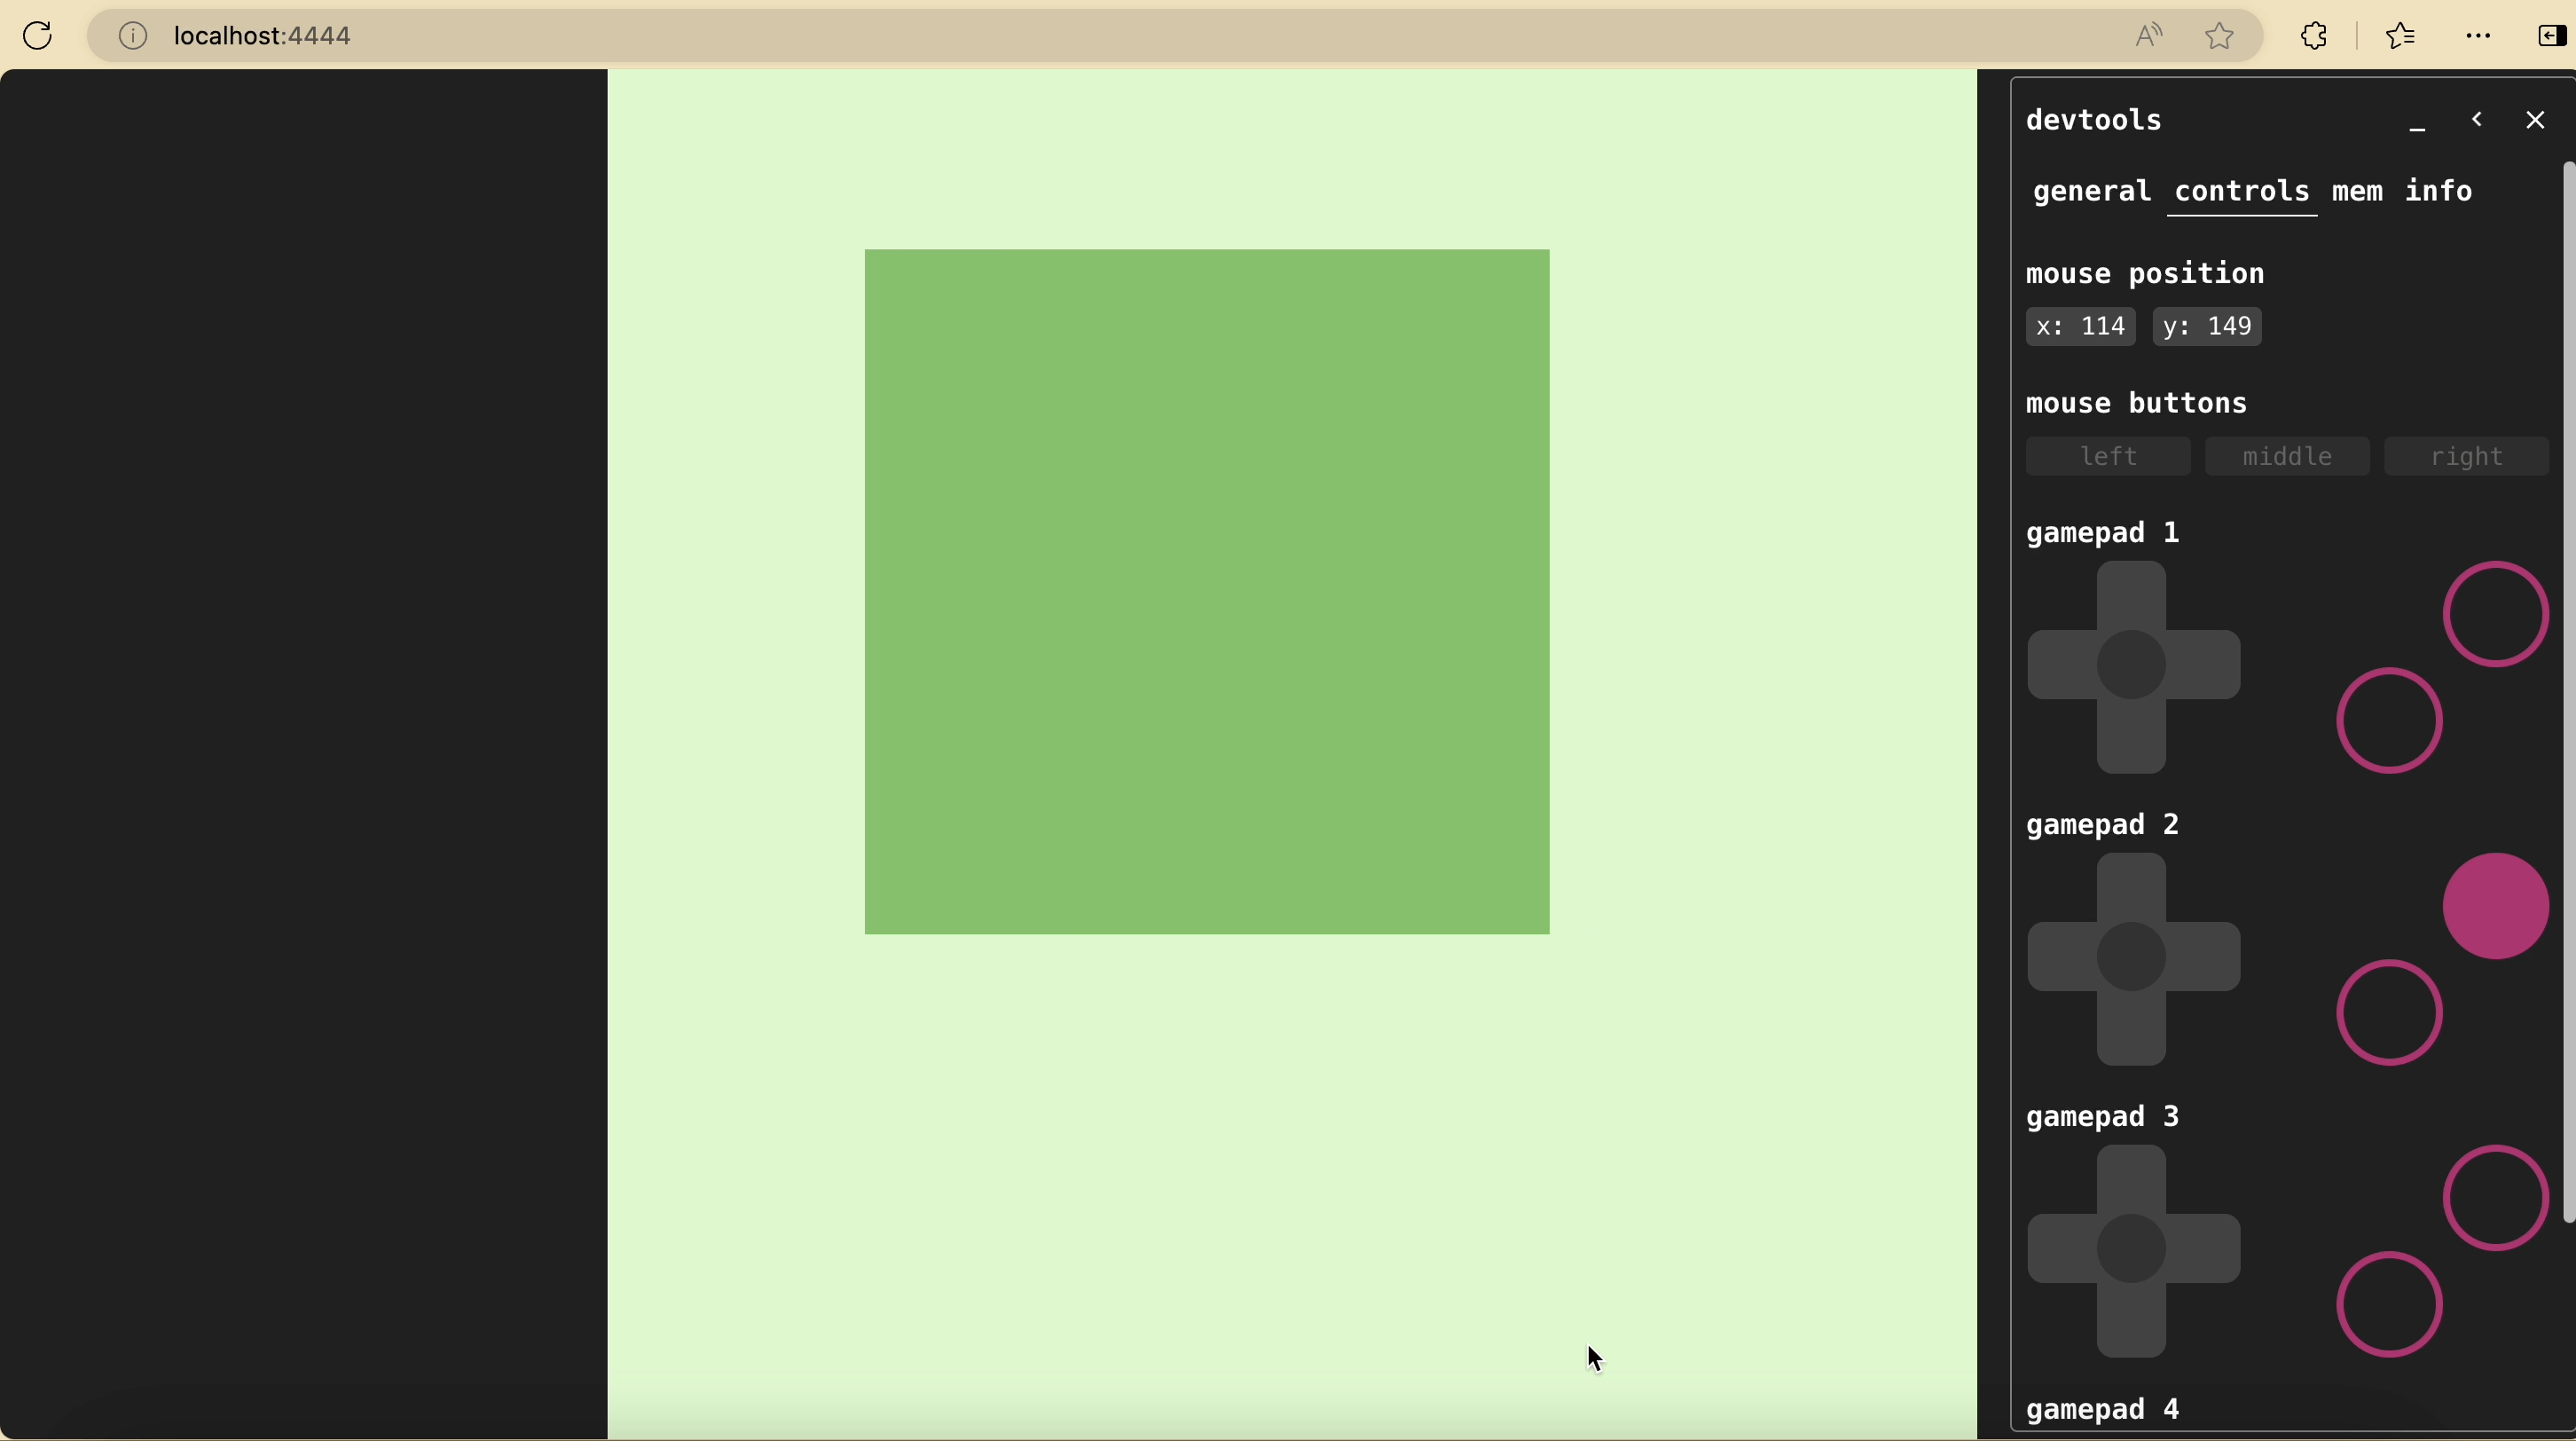 localhost:4444
devtools
general controls mem info
mouse position
x: 114 y: 149
mouse buttons
left middle right
gamepad 1
gamepad 2
gamepad 3
gamepad 4